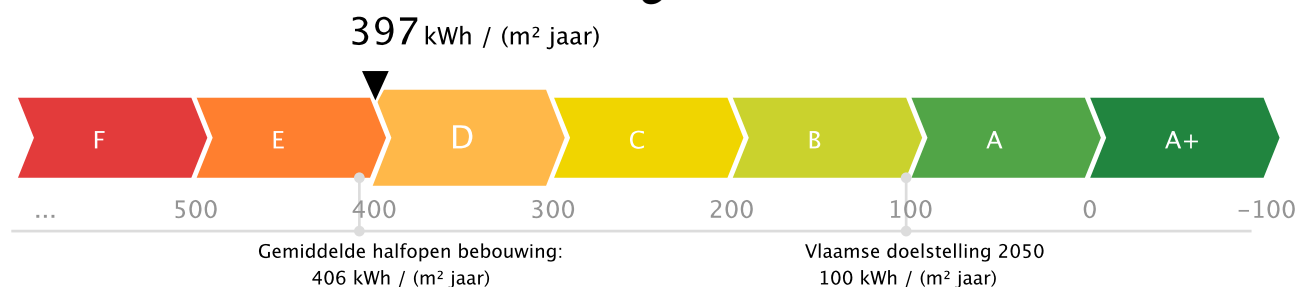 397 kWh / (m² jaar)
F E D C B A A+
... 500 400 300 200 100 0 -100
Gemiddelde halfopen bebouwing:
406 kWh / (m² jaar)
Vlaamse doelstelling 2050
100 kWh / (m² jaar)